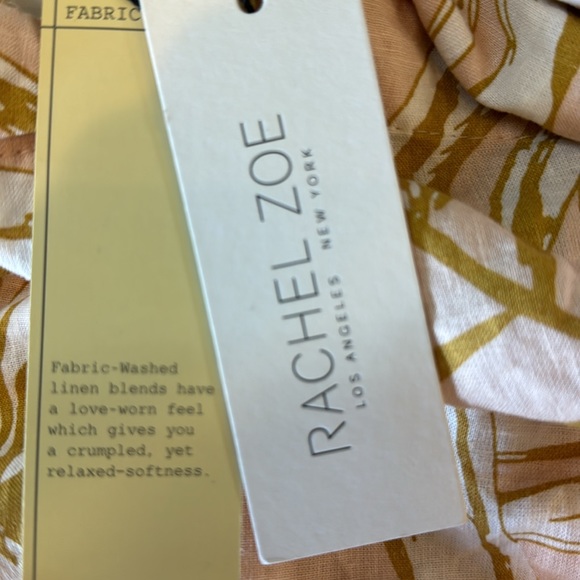 FABRIC
RACHEL ZOE
LOS ANGELES NEW YORK
Fabric-Washed
linen blends have
a love-worn feel
which gives you
a crumpled, yet
relaxed-softness.